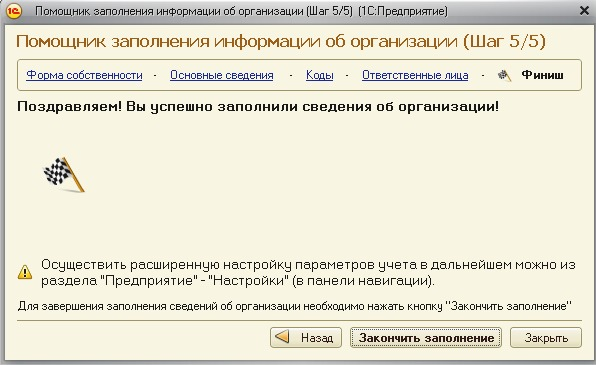 1С Помощник заполнения информации об организации (Шаг 5/5) (1С:Предприятие)
Помощник заполнения информации об организации (Шаг 5/5)
Форма собственности · Основные сведения · Коды · Ответственные лица · Финиш
Поздравляем! Вы успешно заполнили сведения об организации!
Осуществить расширенную настройку параметров учета в дальнейшем можно из
раздела "Предприятие" - "Настройки" (в панели навигации).
Для завершения заполнения сведений об организации необходимо нажать кнопку "Закончить заполнение"
Назад Закончить заполнение Закрыть